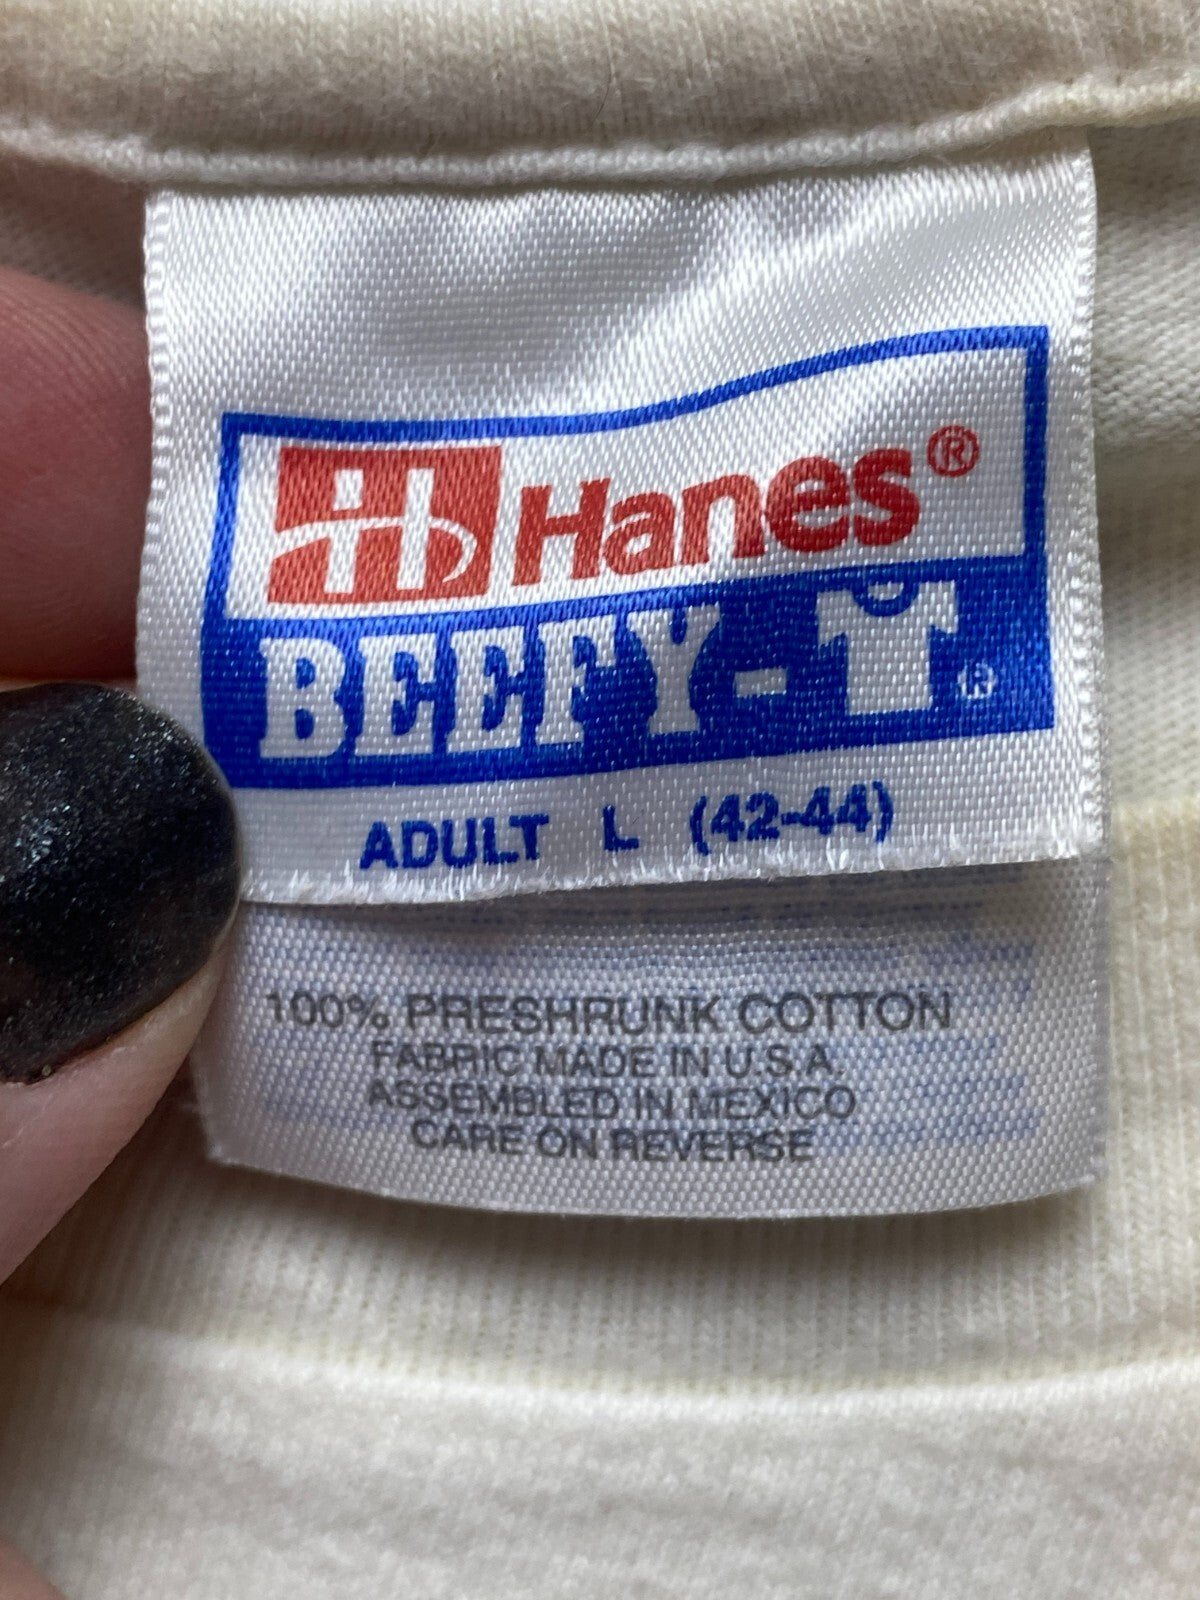 Hanes®
BEEFY-T®
ADULT L (42-44)
100% PRESHRUNK COTTON
FABRIC MADE IN U.S.A.
ASSEMBLED IN MEXICO
CARE ON REVERSE